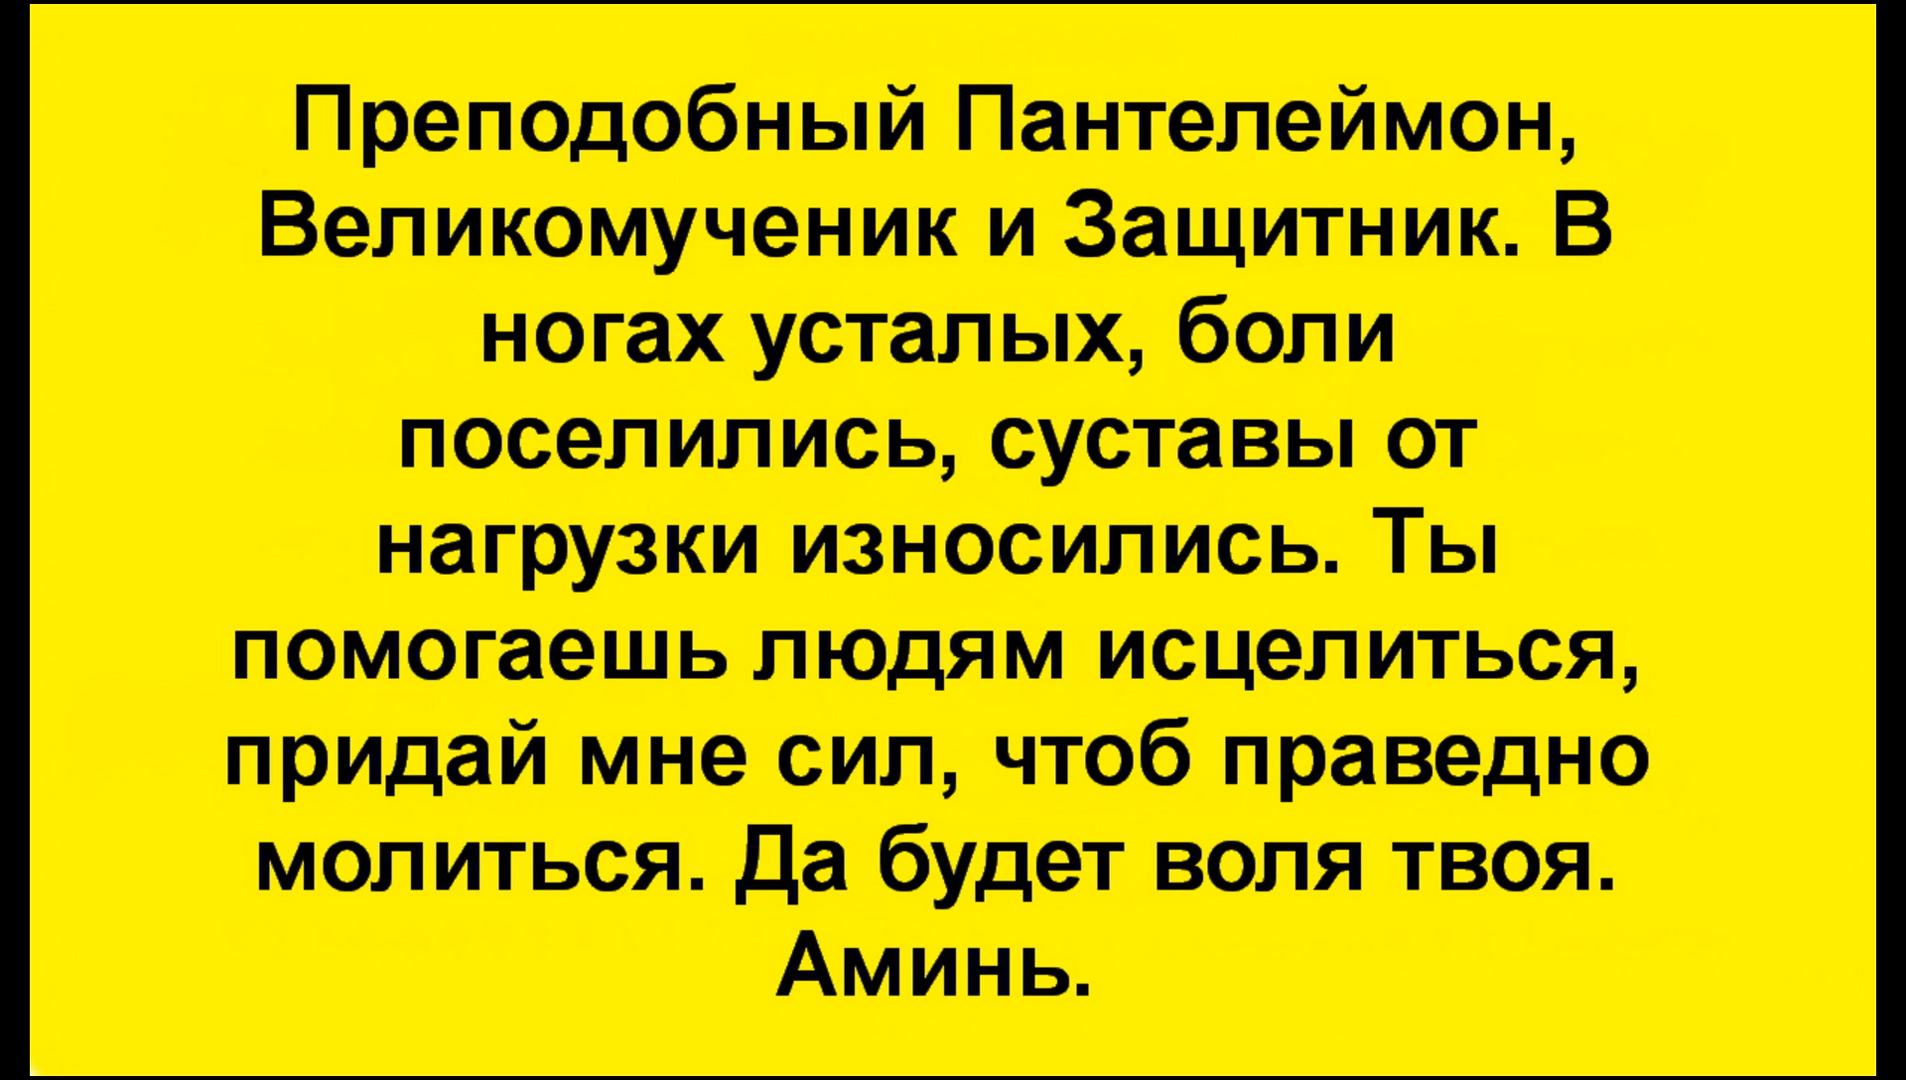 Преподобный Пантелеймон,
Великомученик и Защитник. В
ногах усталых, боли
поселились, суставы от
нагрузки износились. Ты
помогаешь людям исцелиться,
придай мне сил, чтоб праведно
молиться. Да будет воля твоя.
Аминь.